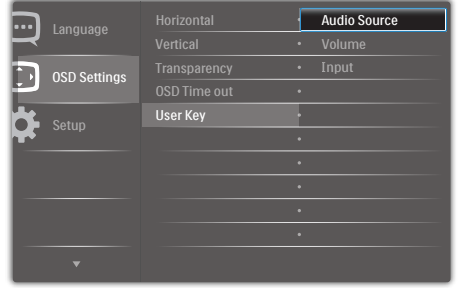 Language
OSD Settings
Setup
Horizontal
Vertical
Transparency
OSD Time out
User Key
Audio Source
Volume
Input